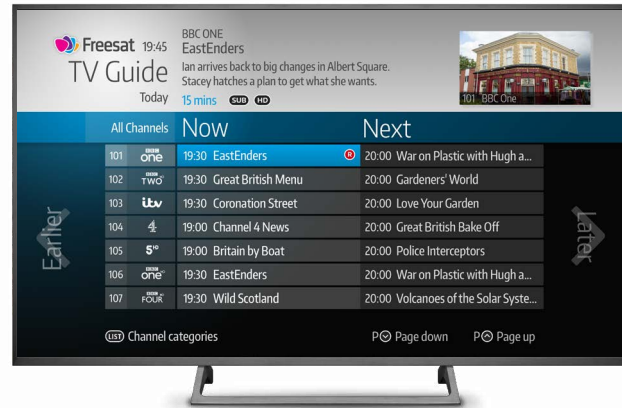 Freesat 19:45
TV Guide
Today
BBC ONE
EastEnders
Ian arrives back to big changes in Albert Square.
Stacey hatches a plan to get what she wants.
15 mins SUB HD
101 BBC One
All Channels Now Next
101 BBC one 19:30 EastEnders R 20:00 War on Plastic with Hugh a...
102 BBC TWO 19:30 Great British Menu 20:00 Gardeners' World
103 itv 19:30 Coronation Street 20:00 Love Your Garden
104 4 19:00 Channel 4 News 20:00 Great British Bake Off
105 5 19:00 Britain by Boat 20:00 Police Interceptors
106 BBC one 19:30 EastEnders 20:00 War on Plastic with Hugh a...
107 BBC FOUR 19:30 Wild Scotland 20:00 Volcanoes of the Solar Syste...
Earlier
Later
LIST Channel categories P Page down P Page up